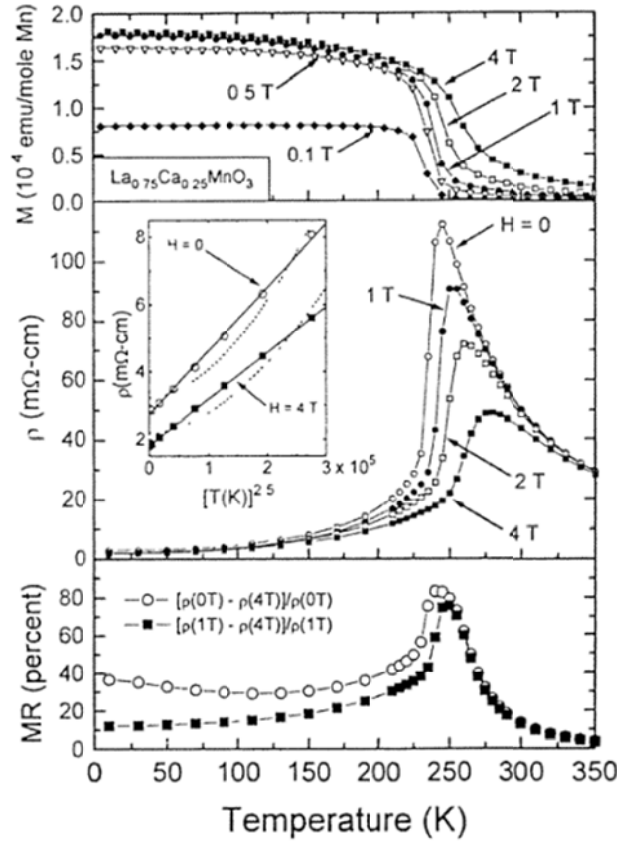 M (10⁴ emu/mole Mn)
2.0
1.5
1.0
0.5
0.0
0 5 T
0.1 T
4 T
2 T
1 T
La₀ ₇₅Ca₀ ₂₅MnO₃
ρ (mΩ-cm)
100
80
60
40
20
0
H = 0
1 T
2 T
4 T
ρ(mΩ-cm)
8
6
4
2
H = 0
H = 4 T
0 1 2 3 x 10⁵
[T(K)]² ⁵
MR (percent)
80
60
40
20
0
[ρ(0T) - ρ(4T)]/ρ(0T)
[ρ(1T) - ρ(4T)]/ρ(1T)
0 50 100 150 200 250 300 350
Temperature (K)